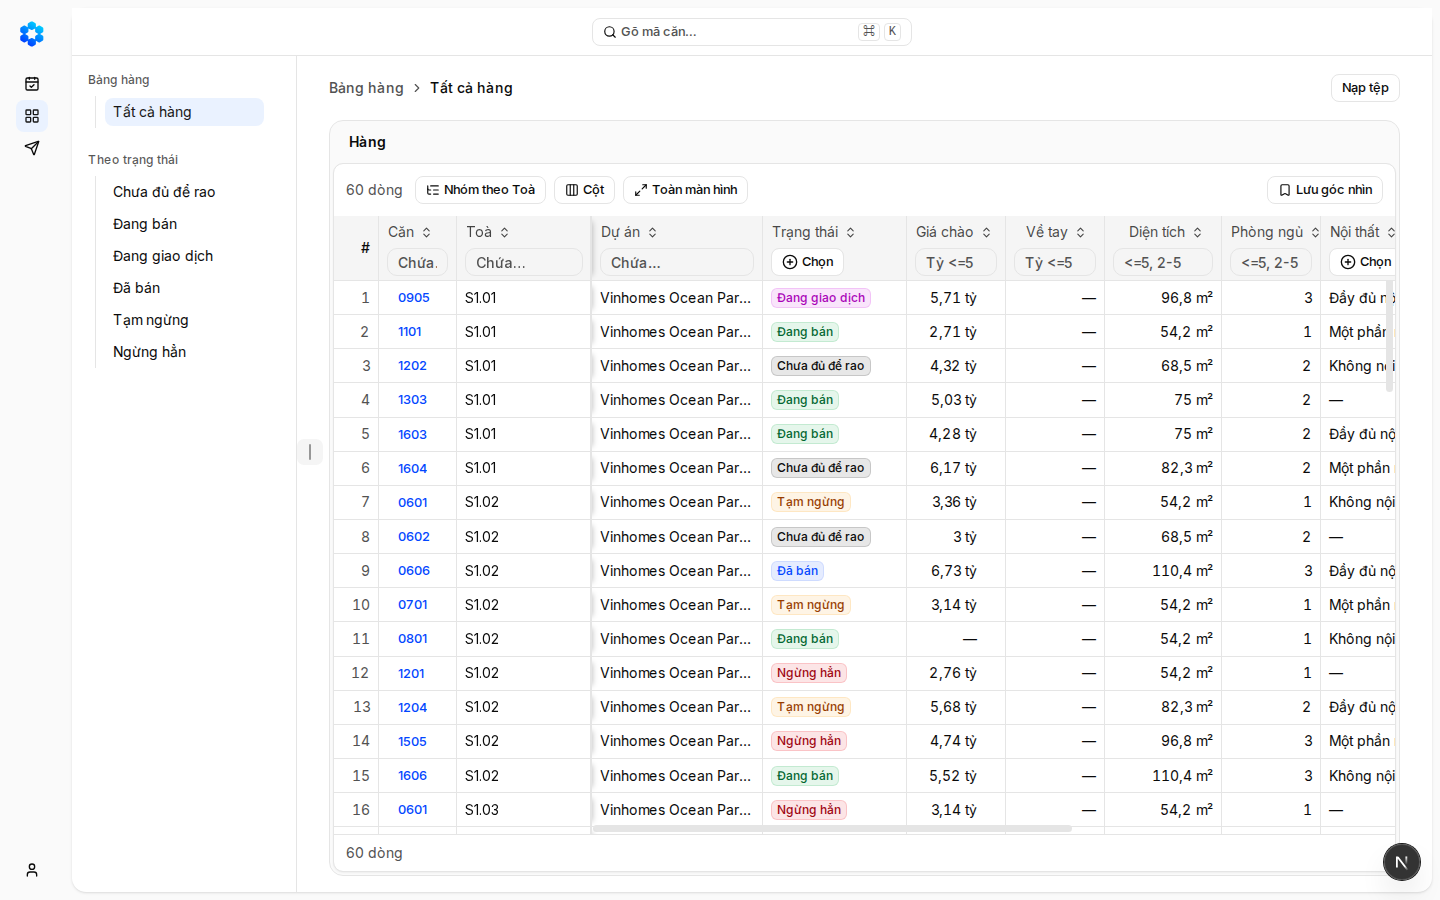 Gõ mã căn... ⌘ K
Bảng hàng
Tất cả hàng
Theo trạng thái
Chưa đủ để rao
Đang bán
Đang giao dịch
Đã bán
Tạm ngừng
Ngừng hẳn
Bảng hàng > Tất cả hàng
Nạp tệp
Hàng
60 dòng Nhóm theo Toà Cột Toàn màn hình Lưu góc nhìn
# Căn Toà Dự án Trạng thái Giá chào Về tay Diện tích Phòng ngủ Nội thất
Chứa. Chứa... Chứa... Chọn Tỷ <=5 Tỷ <=5 <=5, 2-5 <=5, 2-5 Chọn
1 0905 S1.01 Vinhomes Ocean Par... Đang giao dịch 5,71 tỷ — 96,8 m² 3 Đầy đủ nộ
2 1101 S1.01 Vinhomes Ocean Par... Đang bán 2,71 tỷ — 54,2 m² 1 Một phần
3 1202 S1.01 Vinhomes Ocean Par... Chưa đủ để rao 4,32 tỷ — 68,5 m² 2 Không nội
4 1303 S1.01 Vinhomes Ocean Par... Đang bán 5,03 tỷ — 75 m² 2 —
5 1603 S1.01 Vinhomes Ocean Par... Đang bán 4,28 tỷ — 75 m² 2 Đầy đủ nộ
6 1604 S1.01 Vinhomes Ocean Par... Chưa đủ để rao 6,17 tỷ — 82,3 m² 2 Một phần
7 0601 S1.02 Vinhomes Ocean Par... Tạm ngừng 3,36 tỷ — 54,2 m² 1 Không nội
8 0602 S1.02 Vinhomes Ocean Par... Chưa đủ để rao 3 tỷ — 68,5 m² 2 —
9 0606 S1.02 Vinhomes Ocean Par... Đã bán 6,73 tỷ — 110,4 m² 3 Đầy đủ nộ
10 0701 S1.02 Vinhomes Ocean Par... Tạm ngừng 3,14 tỷ — 54,2 m² 1 Một phần
11 0801 S1.02 Vinhomes Ocean Par... Đang bán — — 54,2 m² 1 Không nội
12 1201 S1.02 Vinhomes Ocean Par... Ngừng hẳn 2,76 tỷ — 54,2 m² 1 —
13 1204 S1.02 Vinhomes Ocean Par... Tạm ngừng 5,68 tỷ — 82,3 m² 2 Đầy đủ nộ
14 1505 S1.02 Vinhomes Ocean Par... Ngừng hẳn 4,74 tỷ — 96,8 m² 3 Một phần
15 1606 S1.02 Vinhomes Ocean Par... Đang bán 5,52 tỷ — 110,4 m² 3 Không nội
16 0601 S1.03 Vinhomes Ocean Par... Ngừng hẳn 3,14 tỷ — 54,2 m² 1 —
60 dòng